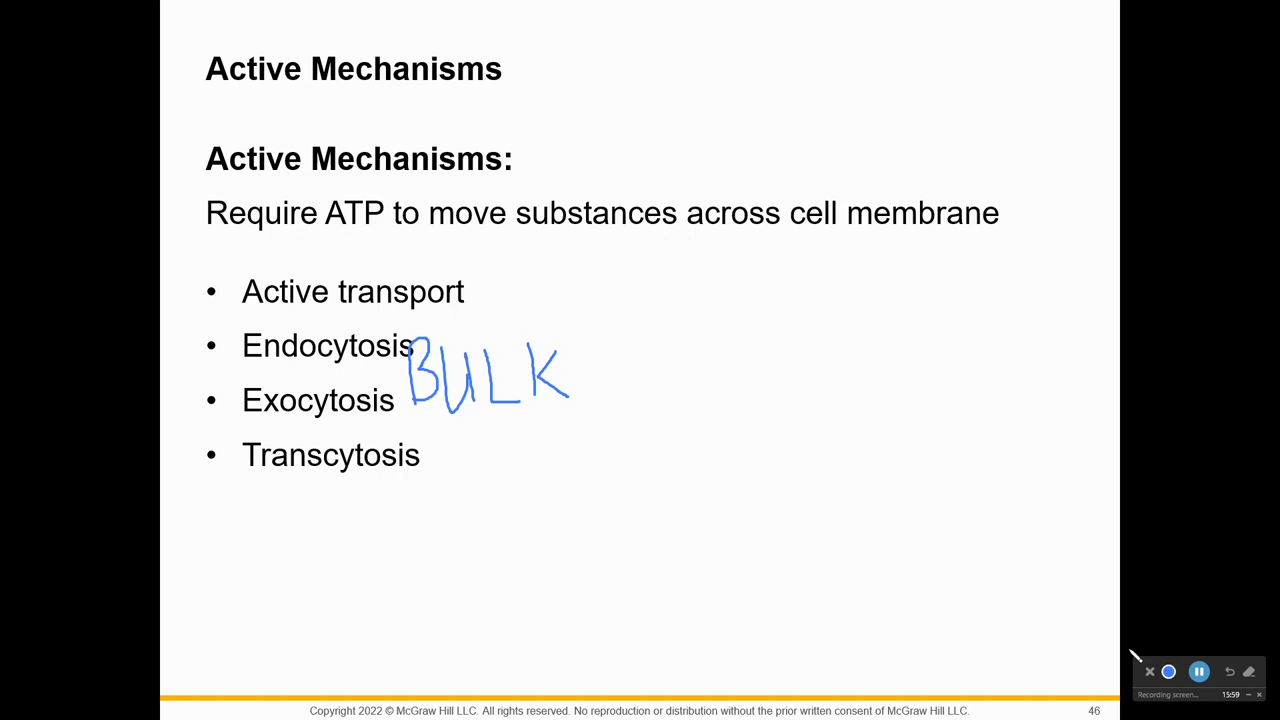 Active Mechanisms
Active Mechanisms:
Require ATP to move substances across cell membrane
• Active transport
• Endocytosis
BULK
• Exocytosis
• Transcytosis
Recording screen... 15:59
Copyright 2022 © McGraw Hill LLC. All rights reserved. No reproduction or distribution without the prior written consent of McGraw Hill LLC. 46